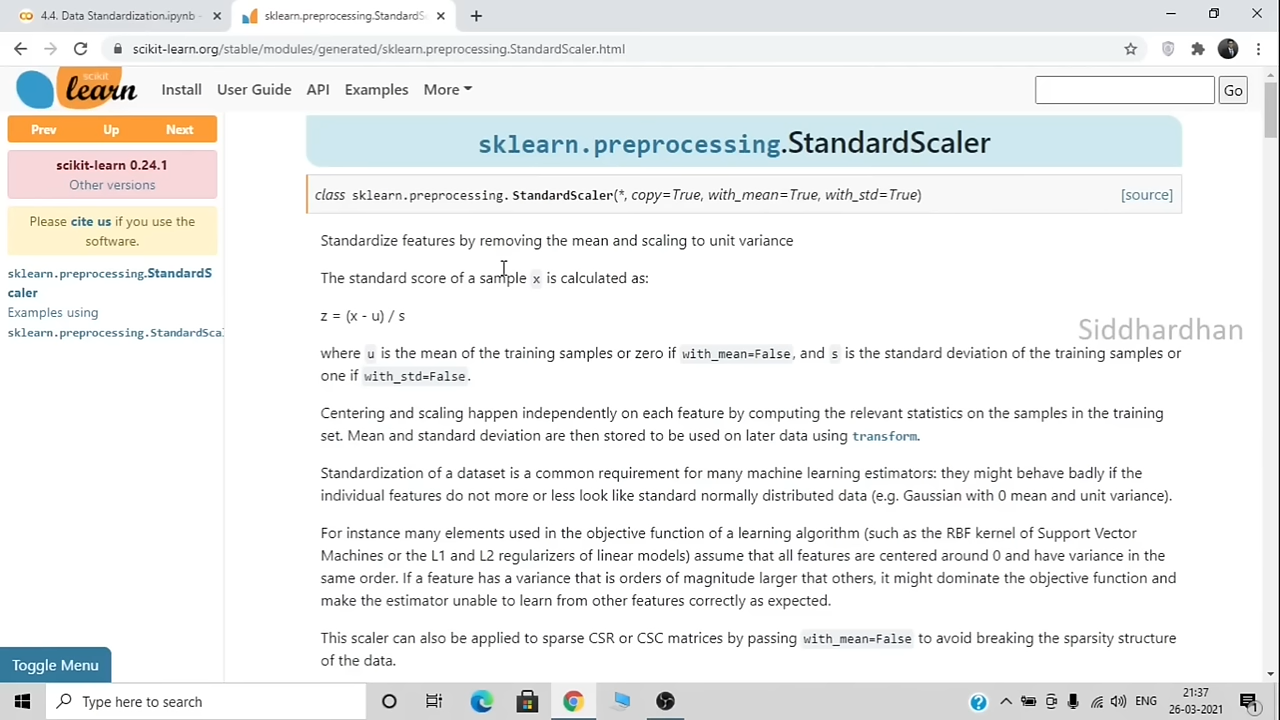 4.4. Data Standardization.ipynb -
sklearn.preprocessing.StandardS
scikit-learn.org/stable/modules/generated/sklearn.preprocessing.StandardScaler.html
scikit
learn
Install User Guide API Examples More
Go
Prev Up Next
scikit-learn 0.24.1
Other versions
Please cite us if you use the
software.
sklearn.preprocessing.StandardS
caler
Examples using
sklearn.preprocessing.StandardSca
sklearn.preprocessing.StandardScaler
class sklearn.preprocessing.StandardScaler(*, copy=True, with_mean=True, with_std=True) [source]
Standardize features by removing the mean and scaling to unit variance
The standard score of a sample x is calculated as:
z = (x - u) / s
Siddhardhan
where u is the mean of the training samples or zero if with_mean=False, and s is the standard deviation of the training samples or
one if with_std=False.
Centering and scaling happen independently on each feature by computing the relevant statistics on the samples in the training
set. Mean and standard deviation are then stored to be used on later data using transform.
Standardization of a dataset is a common requirement for many machine learning estimators: they might behave badly if the
individual features do not more or less look like standard normally distributed data (e.g. Gaussian with 0 mean and unit variance).
For instance many elements used in the objective function of a learning algorithm (such as the RBF kernel of Support Vector
Machines or the L1 and L2 regularizers of linear models) assume that all features are centered around 0 and have variance in the
same order. If a feature has a variance that is orders of magnitude larger that others, it might dominate the objective function and
make the estimator unable to learn from other features correctly as expected.
This scaler can also be applied to sparse CSR or CSC matrices by passing with_mean=False to avoid breaking the sparsity structure
of the data.
Toggle Menu
Type here to search
ENG
21:37
26-03-2021
1